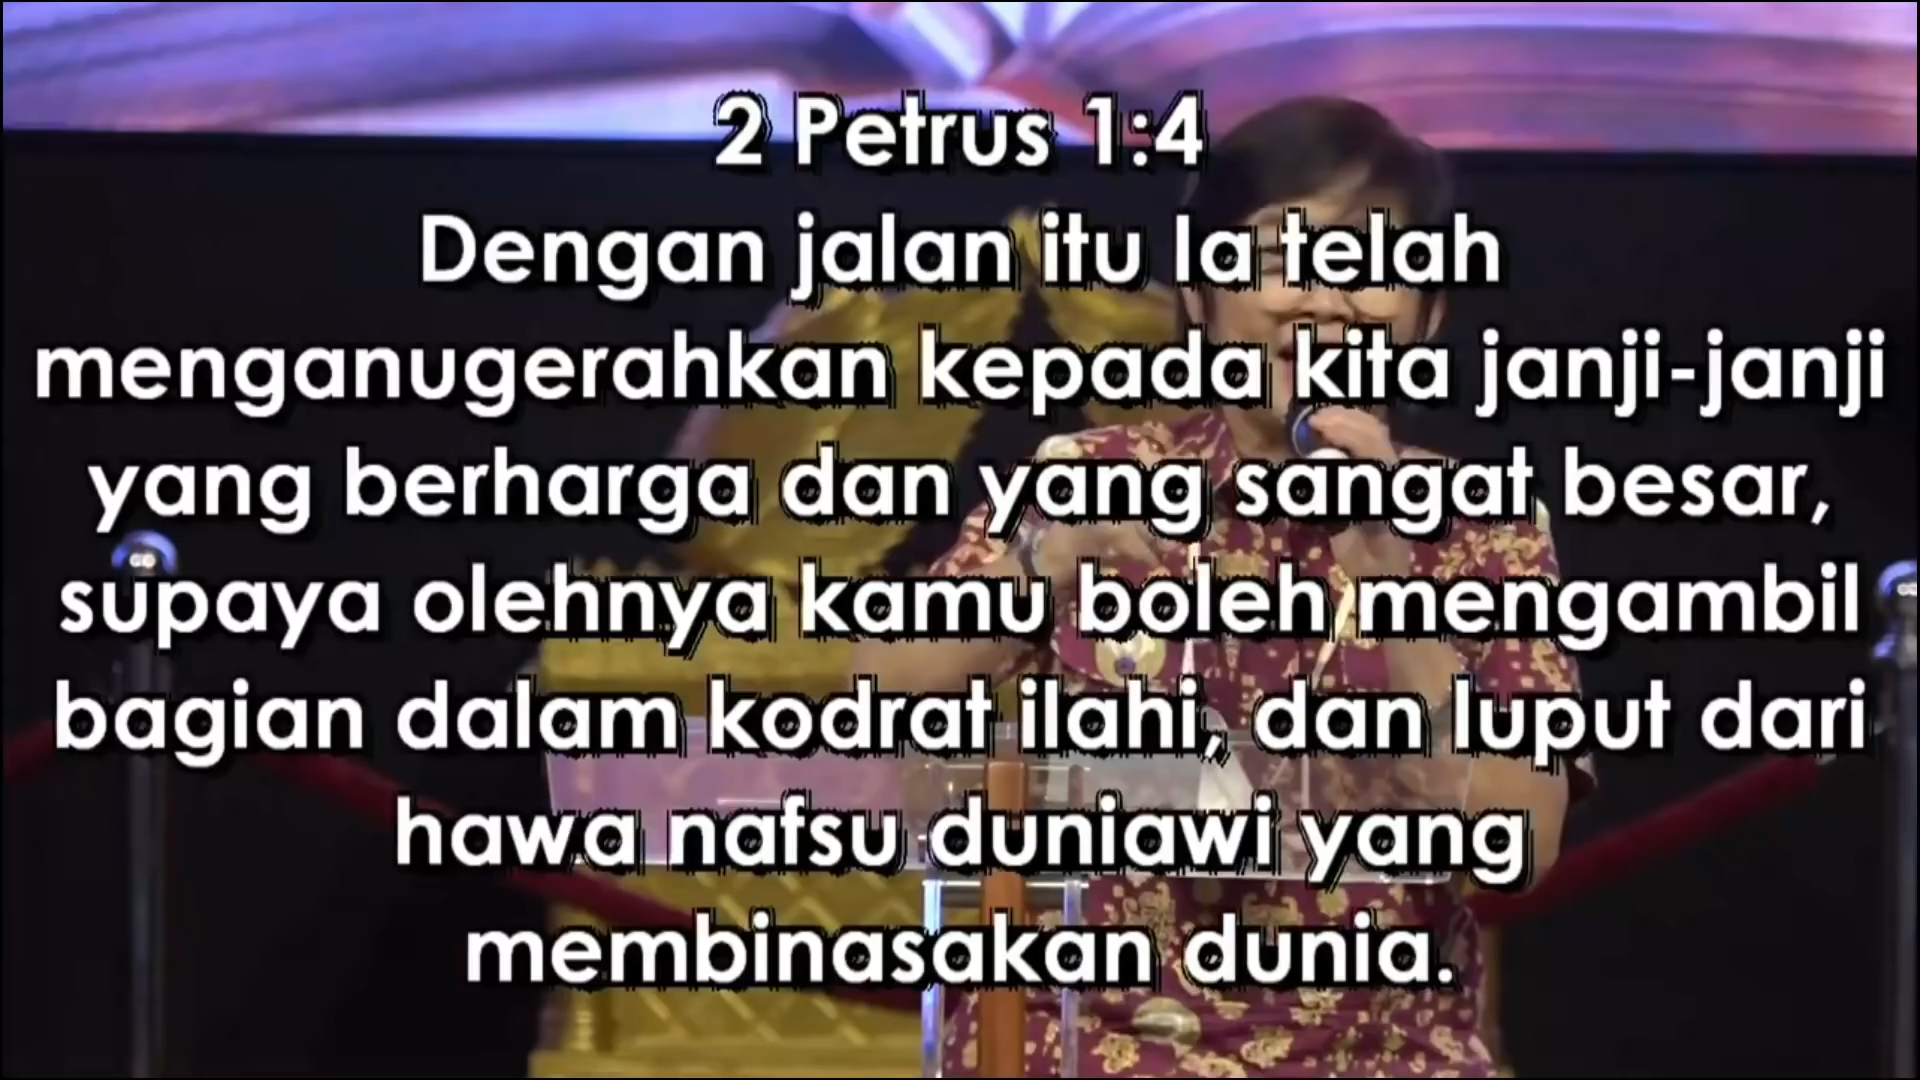 2 Petrus 1:4
Dengan jalan itu Ia telah
menganugerahkan kepada kita janji-janji
yang berharga dan yang sangat besar,
supaya olehnya kamu boleh mengambil
bagian dalam kodrat ilahi, dan luput dari
hawa nafsu duniawi yang
membinasakan dunia.